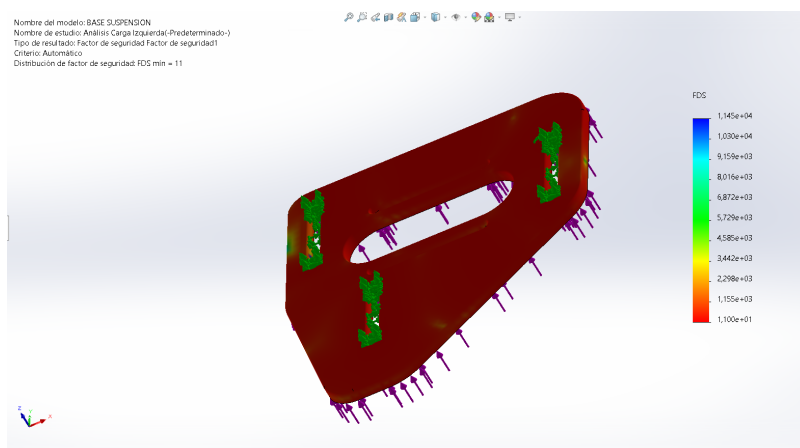 Nombre del modelo: BASE SUSPENSION
Nombre de estudio: Análisis Carga Izquierda(-Predeterminado-)
Tipo de resultado: Factor de seguridad Factor de seguridad1
Criterio: Automático
Distribución de factor de seguridad: FDS mín = 11
FDS
1,145e+04
1,030e+04
9,159e+03
8,016e+03
6,872e+03
5,729e+03
4,585e+03
3,442e+03
2,298e+03
1,155e+03
1,100e+01
Z
Y
X